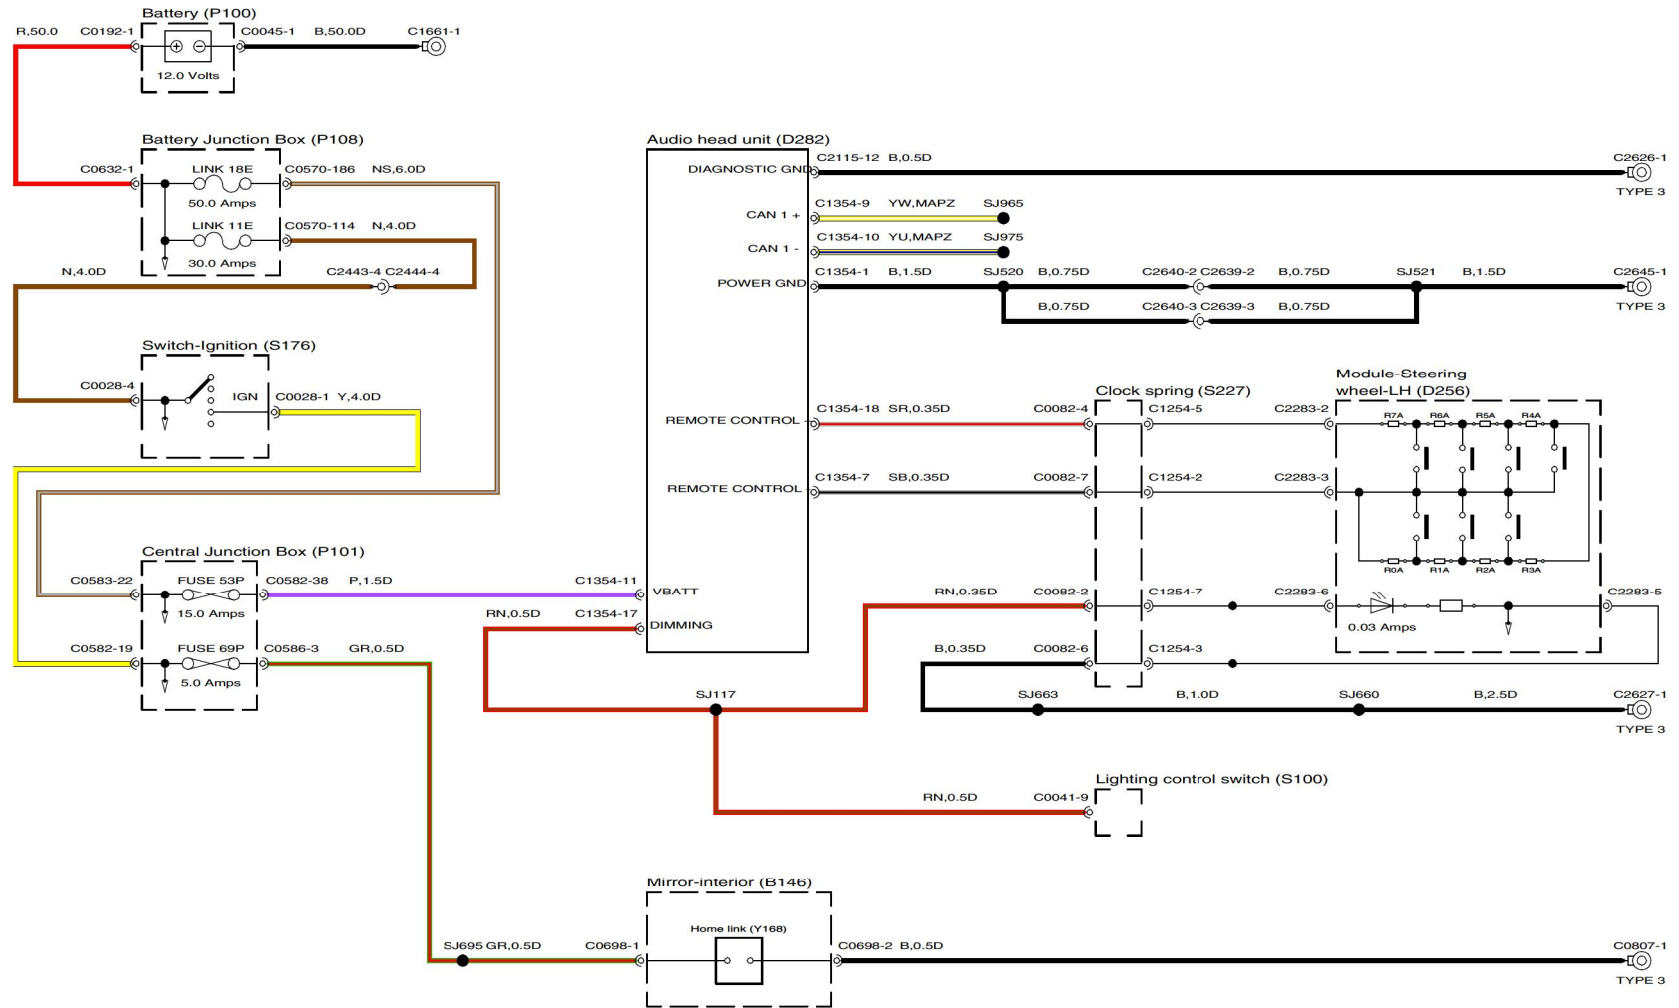 Battery (P100)
R,50.0 C0192-1 C0045-1 B,50.0D C1661-1
12.0 Volts
Battery Junction Box (P108)
C0632-1 LINK 18E C0570-186 NS,6.0D
50.0 Amps
LINK 11E C0570-114 N,4.0D
30.0 Amps
N,4.0D C2443-4 C2444-4
Switch-Ignition (S176)
C0028-4 IGN C0028-1 Y,4.0D
Central Junction Box (P101)
C0583-22 FUSE 53P C0582-38 P,1.5D C1354-11
15.0 Amps
RN,0.5D C1354-17
C0582-19 FUSE 69P C0586-3 GR,0.5D
5.0 Amps
Audio head unit (D282)
DIAGNOSTIC GND C2115-12 B,0.5D C2626-1
TYPE 3
CAN 1 + C1354-9 YW,MAPZ SJ965
CAN 1 - C1354-10 YU,MAPZ SJ975
POWER GND C1354-1 B,1.5D SJ520 B,0.75D C2640-2 C2639-2 B,0.75D SJ521 B,1.5D C2645-1
B,0.75D C2640-3 C2639-3 B,0.75D TYPE 3
REMOTE CONTROL C1354-18 SR,0.35D C0082-4
REMOTE CONTROL C1354-7 SB,0.35D C0082-7
VBATT
DIMMING
Clock spring (S227)
C1254-5 C2283-2
C1254-2 C2283-3
Module-Steering
wheel-LH (D256)
R7A R6A R5A R4A
R0A R1A R2A R3A
RN,0.35D C0082-2 C1254-7 C2283-6 C2283-5
0.03 Amps
B,0.35D C0082-6 C1254-3
SJ117 SJ663 B,1.0D SJ660 B,2.5D C2627-1
TYPE 3
Lighting control switch (S100)
RN,0.5D C0041-9
Mirror-interior (B146)
Home link (Y168)
SJ695 GR,0.5D C0698-1 C0698-2 B,0.5D C0807-1
TYPE 3